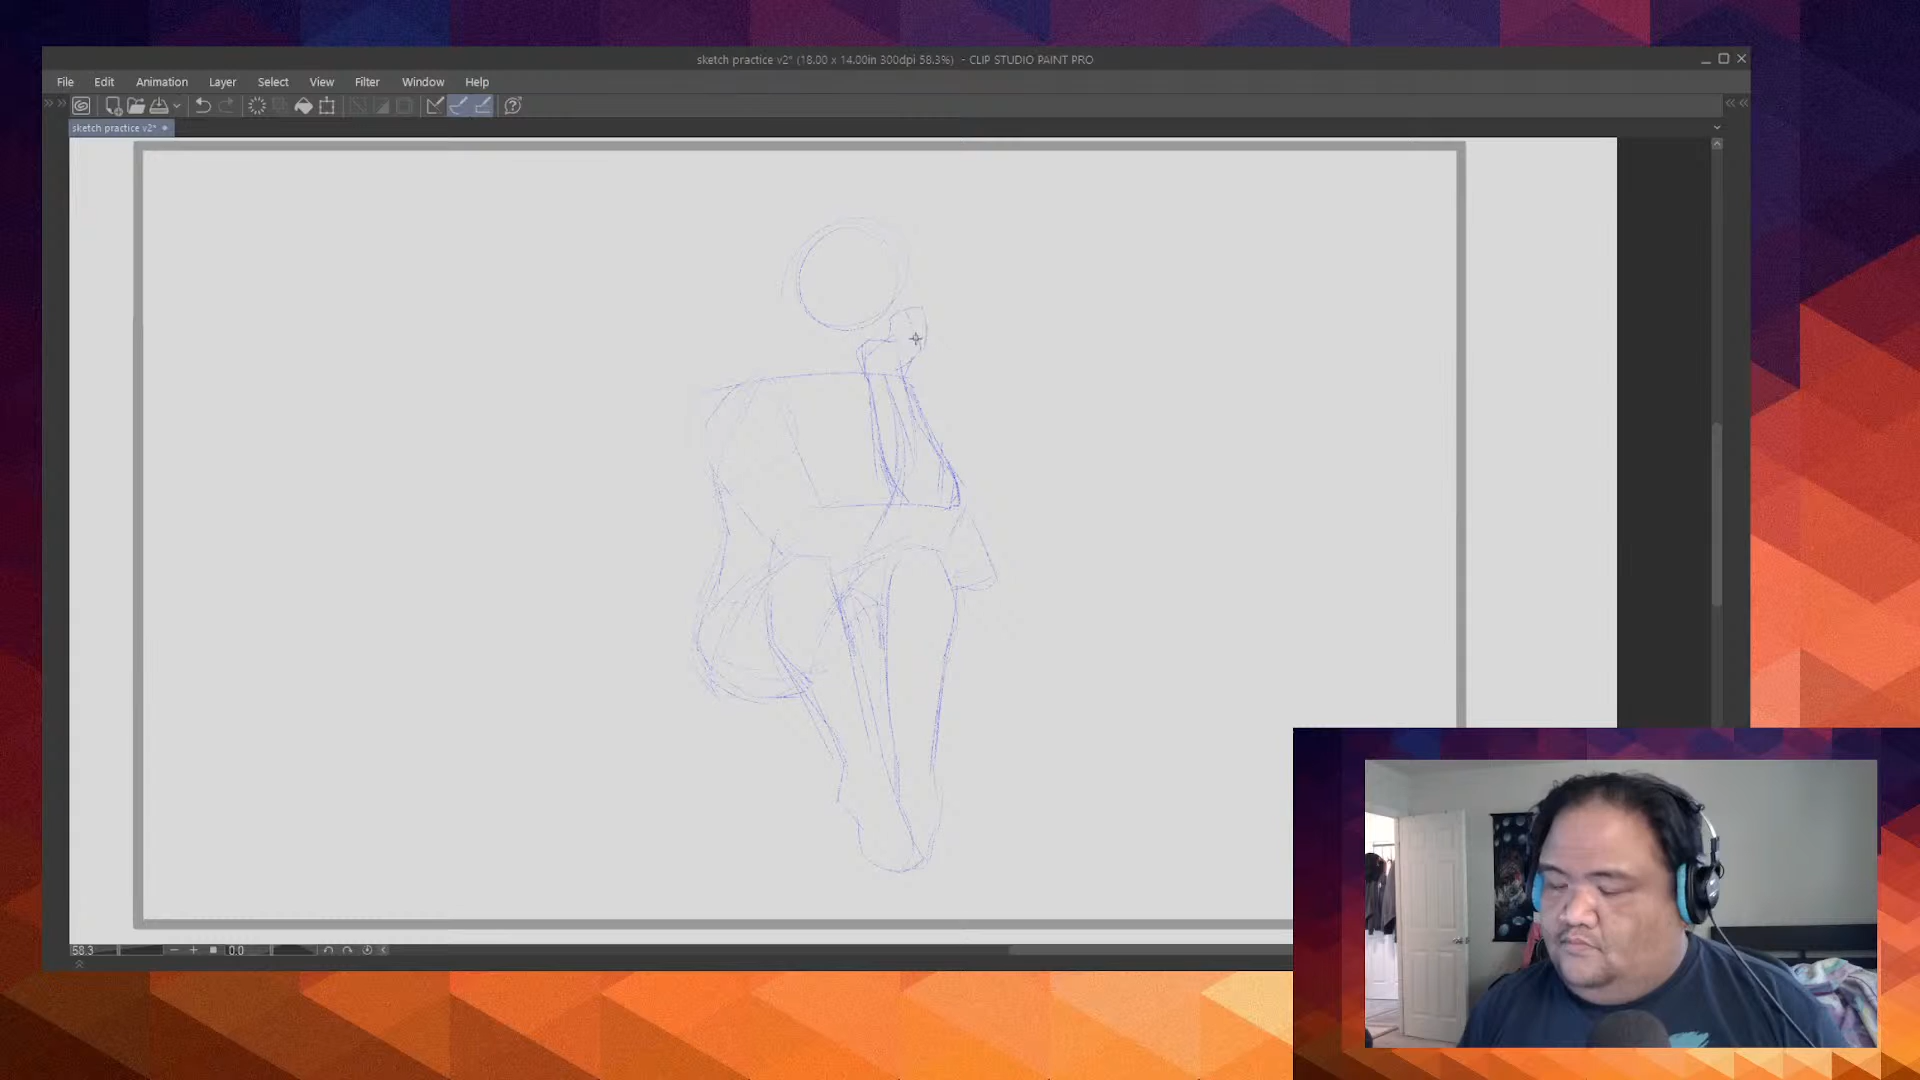 sketch practice v2* (18.00 x 14.00in 300dpi 58.3%) - CLIP STUDIO PAINT PRO
File Edit Animation Layer Select View Filter Window Help
sketch practice v2*
58.3 0.0